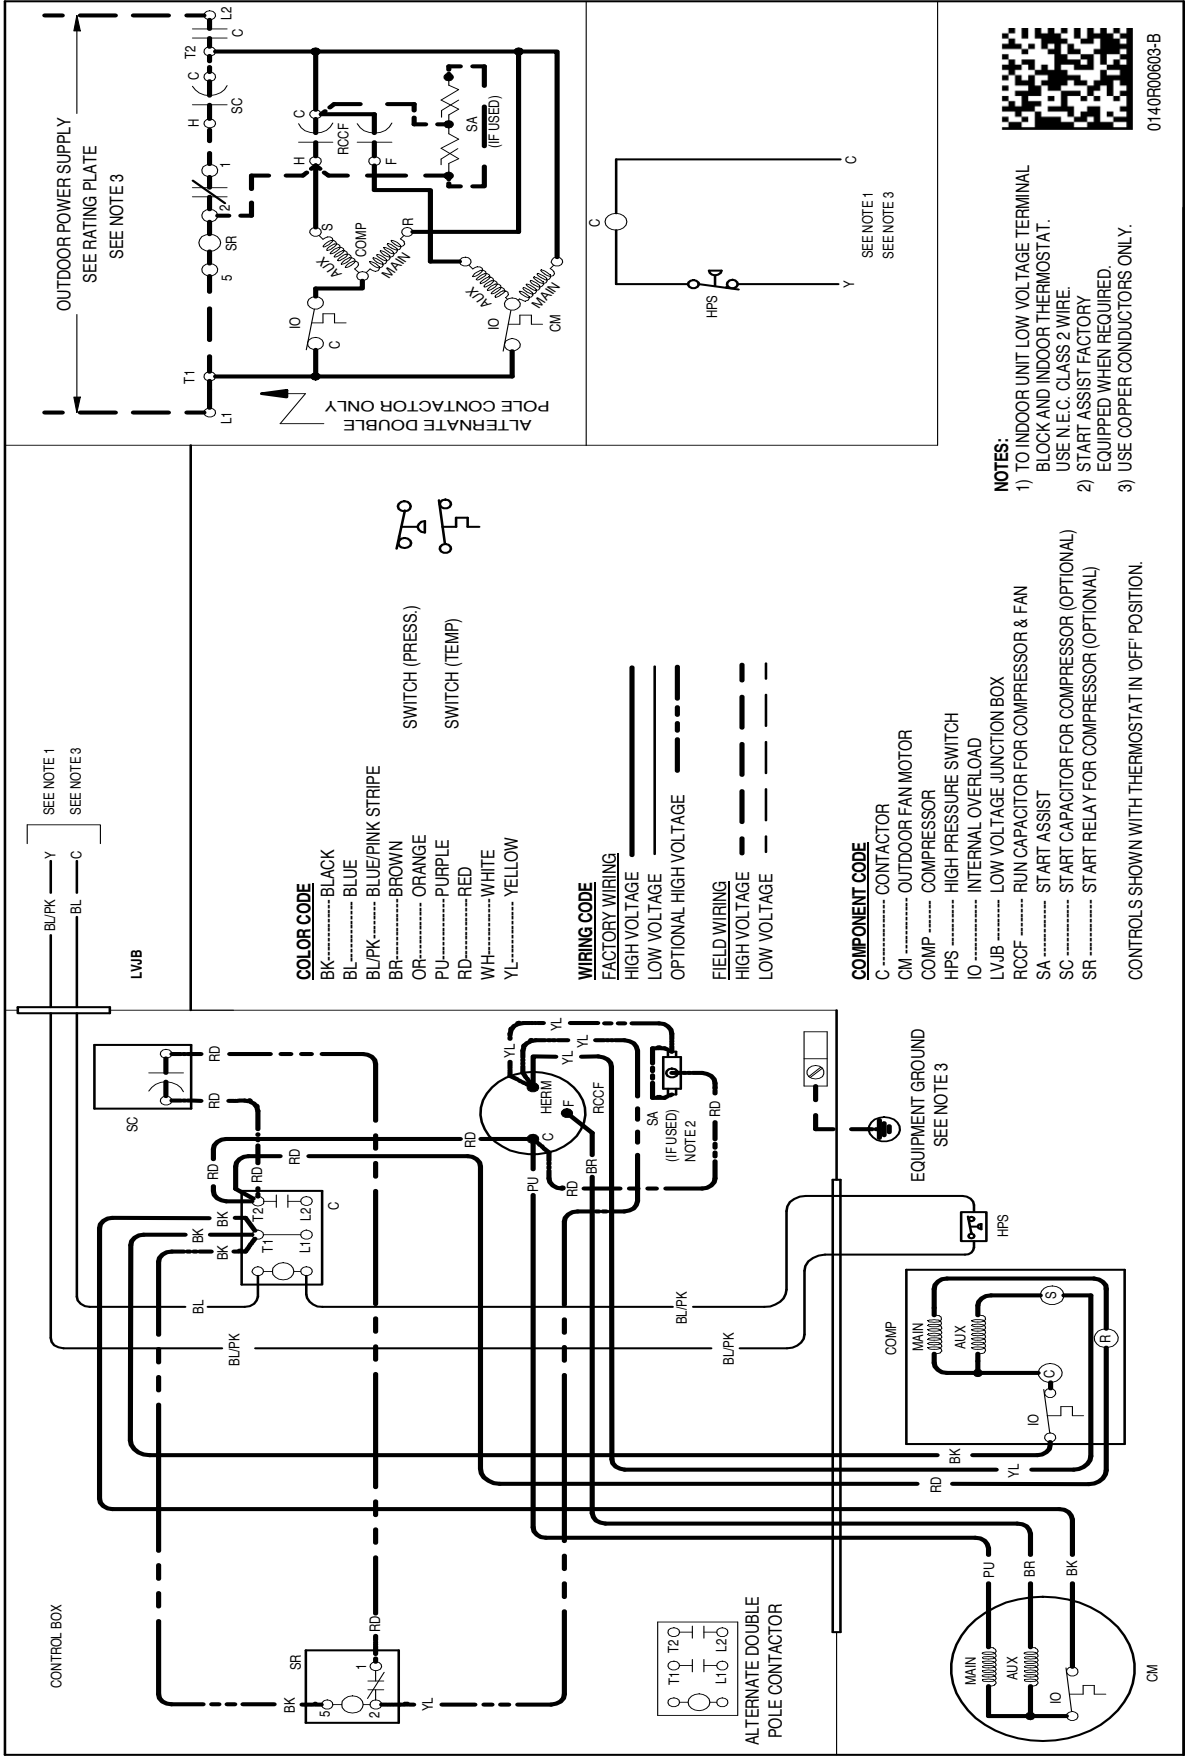 CONTROL BOX
LVJB
BL/PK
Y
SEE NOTE 1
BL
C
SEE NOTE 3
SC
RD
RD
RD
RD
RD
RD
BK
BK
BK
T2
T1
L2
L1
C
BL
BL/PK
BL/PK
BL/PK
RD
SR
1
5
2
BK
YL
PU
BR
RD
C
HERM
F
RCCF
YL
YL
YL
YL
SA
(IF USED)
NOTE 2
RD
ALTERNATE DOUBLE
POLE CONTACTOR
T1
T2
L1
L2
HPS
EQUIPMENT GROUND
SEE NOTE 3
COMP
MAIN
AUX
IO
C
S
R
BK
YL
RD
PU
BR
BK
MAIN
AUX
IO
CM
COLOR CODE
BK---------- BLACK
BL---------- BLUE
BL/PK-------- BLUE/PINK STRIPE
BR---------- BROWN
OR---------- ORANGE
PU---------- PURPLE
RD---------- RED
WH---------- WHITE
YL---------- YELLOW
SWITCH (PRESS.)
SWITCH (TEMP)
WIRING CODE
FACTORY WIRING
HIGH VOLTAGE
LOW VOLTAGE
OPTIONAL HIGH VOLTAGE
FIELD WIRING
HIGH VOLTAGE
LOW VOLTAGE
COMPONENT CODE
C ---------- CONTACTOR
CM ---------- OUTDOOR FAN MOTOR
COMP -------- COMPRESSOR
HPS ---------- HIGH PRESSURE SWITCH
IO ---------- INTERNAL OVERLOAD
LVJB -------- LOW VOLTAGE JUNCTION BOX
RCCF -------- RUN CAPACITOR FOR COMPRESSOR & FAN
SA ---------- START ASSIST
SC ---------- START CAPACITOR FOR COMPRESSOR (OPTIONAL)
SR ---------- START RELAY FOR COMPRESSOR (OPTIONAL)
CONTROLS SHOWN WITH THERMOSTAT IN 'OFF' POSITION.
OUTDOOR POWER SUPPLY
SEE RATING PLATE
SEE NOTE 3
L1
T1
5
SR
2
1
H
SC
C
T2
C
L2
ALTERNATE DOUBLE
POLE CONTACTOR ONLY
IO
C
AUX
S
COMP
MAIN
R
H
RCCF
C
F
SA
(IF USED)
IO
AUX
MAIN
CM
C
HPS
Y
C
SEE NOTE 1
SEE NOTE 3
NOTES:
1) TO INDOOR UNIT LOW VOLTAGE TERMINAL
BLOCK AND INDOOR THERMOSTAT.
USE N.E.C. CLASS 2 WIRE.
2) START ASSIST FACTORY
EQUIPPED WHEN REQUIRED.
3) USE COPPER CONDUCTORS ONLY.
0140R00603-B